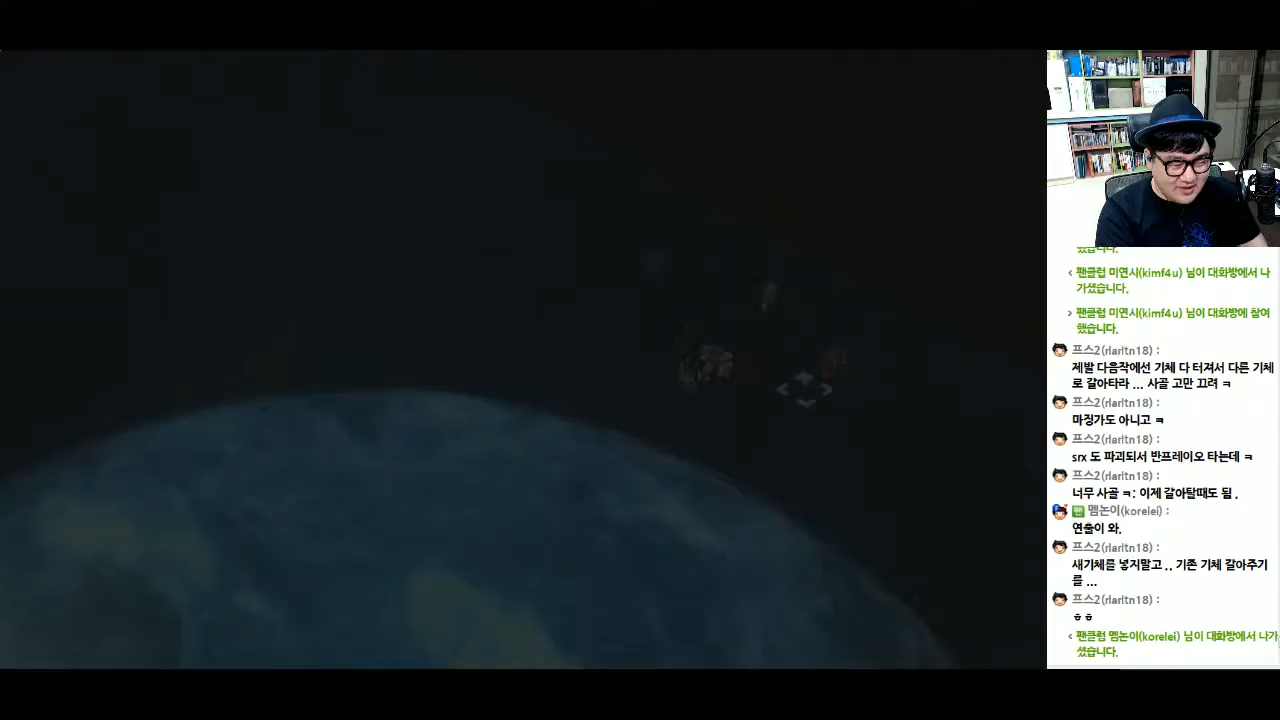 했습니다.
< 팬클럽 미연시(kimf4u) 님이 대화방에서 나
가셨습니다.
> 팬클럽 미연시(kimf4u) 님이 대화방에 참여
했습니다.
프스2(rlarltn18) :
제발 다음작에선 기체 다 터져서 다른 기체
로 갈아타라 ... 사골 고만 끄려 ㅋ
프스2(rlarltn18) :
마징가도 아니고 ㅋ
프스2(rlarltn18) :
srx 도 파괴되서 반프레이오 타는데 ㅋ
프스2(rlarltn18) :
너무 사골 ㅋ: 이제 갈아탈때도 됨 .
팬 멤논이(korelei) :
연출이 와.
프스2(rlarltn18) :
새기체를 넣지말고 .. 기존 기체 갈아주기
를 ...
프스2(rlarltn18) :
ㅎㅎ
< 팬클럽 멤논이(korelei) 님이 대화방에서 나가
셨습니다.